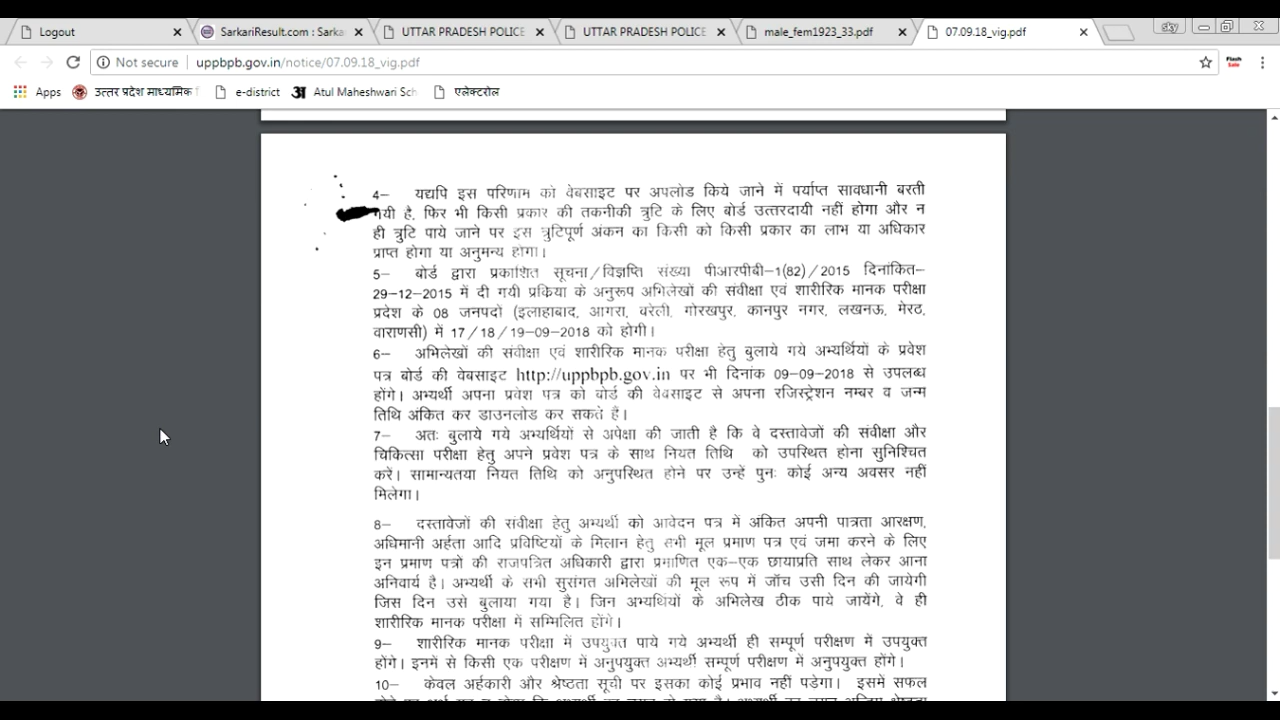 Logout
SarkariResult.com : Sarka
UTTAR PRADESH POLICE
UTTAR PRADESH POLICE
male_fem1923_33.pdf
07.09.18_vig.pdf
sky
Not secure
uppbpb.gov.in/notice/07.09.18_vig.pdf
Flash Sale
Apps
उत्तर प्रदेश माध्यमिक
e-district
अ
Atul Maheshwari Sch
एलेक्टरोल
4– यद्यपि इस परिणाम को वेबसाइट पर अपलोड किये जाने में पर्याप्त सावधानी बरती
गयी है, फिर भी किसी प्रकार की तकनीकी त्रुटि के लिए बोर्ड उत्तरदायी नहीं होगा और न
ही त्रुटि पाये जाने पर इस त्रुटिपूर्ण अंकन का किसी को किसी प्रकार का लाभ या अधिकार
प्राप्त होगा या अनुमन्य होगा।
5– बोर्ड द्वारा प्रकाशित सूचना/विज्ञप्ति संख्या पीआरपीबी–1(82)/2015 दिनांकित–
29-12-2015 में दी गयी प्रक्रिया के अनुरूप अभिलेखों की संवीक्षा एवं शारीरिक मानक परीक्षा
प्रदेश के 08 जनपदों (इलाहाबाद, आगरा, बरेली, गोरखपुर, कानपुर नगर, लखनऊ, मेरठ,
वाराणसी) में 17/18/19-09-2018 को होगी।
6– अभिलेखों की संवीक्षा एवं शारीरिक मानक परीक्षा हेतु बुलाये गये अभ्यर्थियों के प्रवेश
पत्र बोर्ड की वेबसाइट http://uppbpb.gov.in पर भी दिनांक 09-09-2018 से उपलब्ध
होंगे। अभ्यर्थी अपना प्रवेश पत्र को बोर्ड की वेबसाइट से अपना रजिस्ट्रेशन नम्बर व जन्म
तिथि अंकित कर डाउनलोड कर सकते हैं।
7– अतः बुलाये गये अभ्यर्थियों से अपेक्षा की जाती है कि वे दस्तावेजों की संवीक्षा और
चिकित्सा परीक्षा हेतु अपने प्रवेश पत्र के साथ नियत तिथि को उपस्थित होना सुनिश्चित
करें। सामान्यतया नियत तिथि को अनुपस्थित होने पर उन्हें पुनः कोई अन्य अवसर नहीं
मिलेगा।
8– दस्तावेजों की संवीक्षा हेतु अभ्यर्थी को आवेदन पत्र में अंकित अपनी पात्रता आरक्षण,
अधिमानी अर्हता आदि प्रविष्टियों के मिलान हेतु सभी मूल प्रमाण पत्र एवं जमा करने के लिए
इन प्रमाण पत्रों की राजपत्रित अधिकारी द्वारा प्रमाणित एक–एक छायाप्रति साथ लेकर आना
अनिवार्य है। अभ्यर्थी के सभी सुसंगत अभिलेखों की मूल रूप में जाँच उसी दिन की जायेगी
जिस दिन उसे बुलाया गया है। जिन अभ्यर्थियों के अभिलेख ठीक पाये जायेंगे, वे ही
शारीरिक मानक परीक्षा में सम्मिलित होंगे।
9– शारीरिक मानक परीक्षा में उपयुक्त पाये गये अभ्यर्थी ही सम्पूर्ण परीक्षण में उपयुक्त
होंगे। इनमें से किसी एक परीक्षण में अनुपयुक्त अभ्यर्थी सम्पूर्ण परीक्षण में अनुपयुक्त होंगे।
10– केवल अर्हकारी और श्रेष्ठता सूची पर इसका कोई प्रभाव नहीं पड़ेगा। इसमें सफल